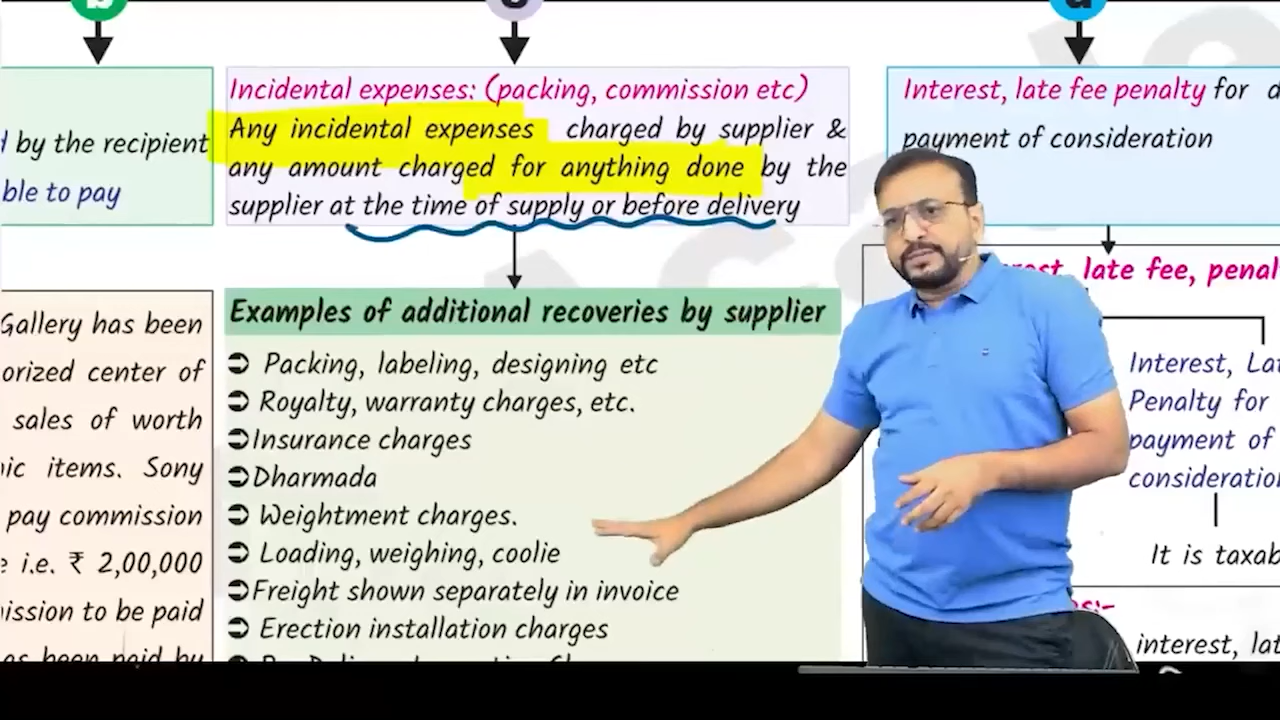 by the recipient
ble to pay
Incidental expenses: (packing, commission etc)
Any incidental expenses charged by supplier &
any amount charged for anything done by the
supplier at the time of supply or before delivery
Interest, late fee penalty for
payment of consideration
Gallery has been
orized center of
sales of worth
ic items. Sony
pay commission
i.e. ₹ 2,00,000
ission to be paid
as been paid by
Examples of additional recoveries by supplier
➲ Packing, labeling, designing etc
➲ Royalty, warranty charges, etc.
➲ Insurance charges
➲ Dharmada
➲ Weightment charges.
➲ Loading, weighing, coolie
➲ Freight shown separately in invoice
➲ Erection installation charges
late fee, penal
Interest, La
Penalty for
payment of
consideration
It is taxab
interest, lat